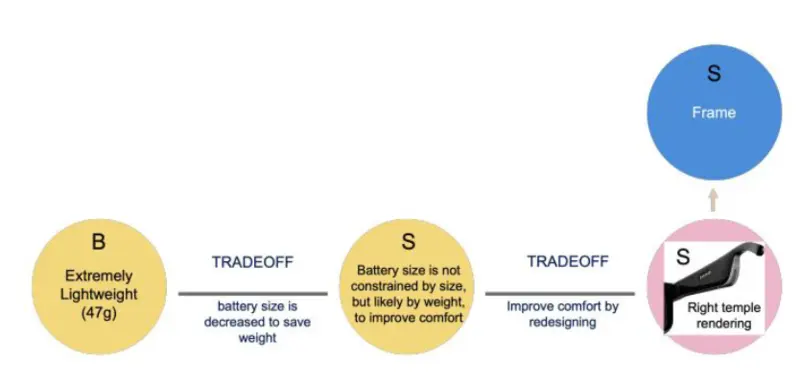 S
Frame
B
Extremely
Lightweight
(47g)
TRADEOFF
battery size is
decreased to save
weight
S
Battery size is not
constrained by size,
but likely by weight,
to improve comfort
TRADEOFF
Improve comfort by
redesigning
S
Right temple
rendering